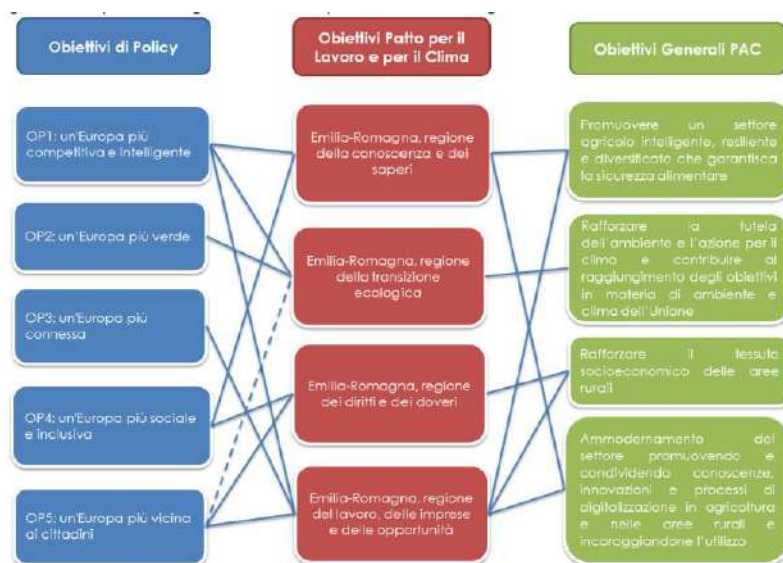 Obiettivi di Policy
Obiettivi Patto per il
Lavoro e per il Clima
Obiettivi Generali PAC
OP1: un'Europa più
competitiva e intelligente
OP2: un'Europa più verde
OP3: un'Europa più
connessa
OP4: un'Europa più sociale
e inclusiva
OP5: un'Europa più vicina
ai cittadini
Emilia-Romagna, regione
della conoscenza e dei
saperi
Emilia-Romagna, regione
della transizione
ecologica
Emilia-Romagna, regione
dei diritti e dei doveri
Emilia-Romagna, regione
del lavoro, delle imprese
e delle opportunità
Promuovere un settore
agricolo intelligente, resiliente
e diversificato che garantisca
la sicurezza alimentare
Rafforzare la tutela
dell'ambiente e l'azione per il
clima e contribuire al
raggiungimento degli obiettivi
in materia di ambiente e
clima dell'Unione
Rafforzare il tessuto
socioeconomico delle aree
rurali
Ammodernamento del
settore promuovendo e
condividendo conoscenze,
innovazioni e processi di
digitalizzazione in agricoltura
e nelle aree rurali e
incoraggiandone l'utilizzo